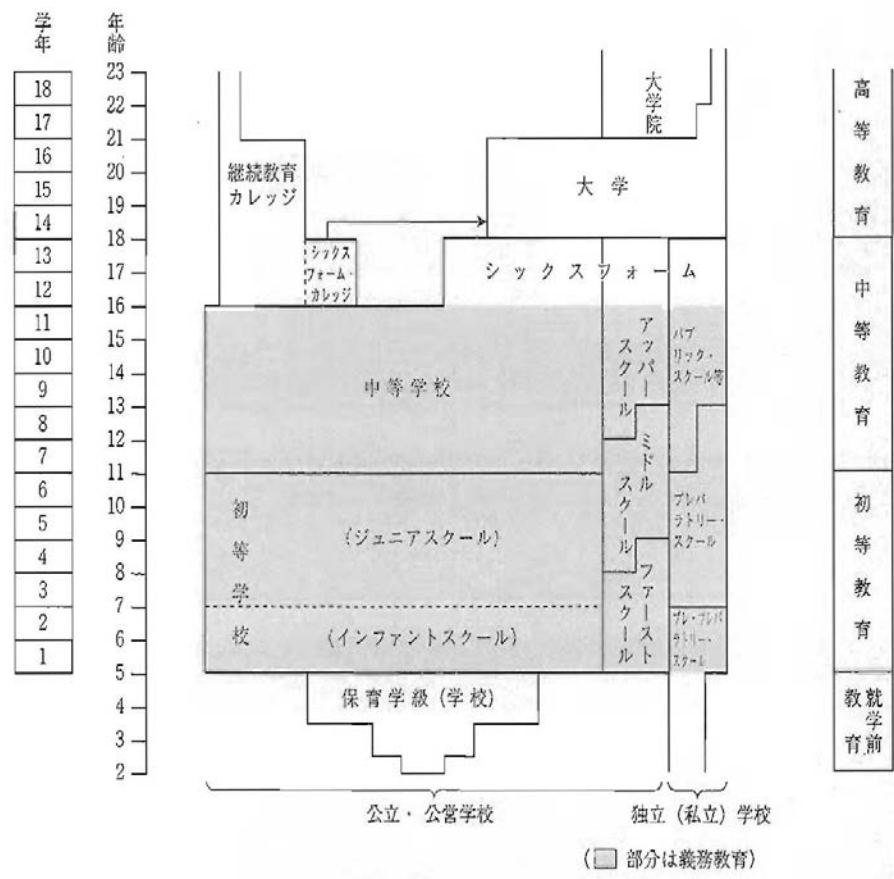 学年
年齢
18
17
16
15
14
13
12
11
10
9
8
7
6
5
4
3
2
1
23
22
21
20
19
18
17
16
15
14
13
12
11
10
9
8
7
6
5
4
3
2
大学院
継続教育
カレッジ
大学
シックス
フォーム・
カレッジ
シックスフォーム
中等学校
アッパー
スクール
パブ
リック・
スクール等
ミドル
スクール
初等学校
(ジュニアスクール)
プレパ
ラトリー・
スクール
ファースト
スクール
(インファントスクール)
プレ・プレパ
ラトリー・
スクール
保育学級(学校)
高等教育
中等教育
初等教育
就学前
教育
公立・公営学校
独立(私立)学校
(部分は義務教育)